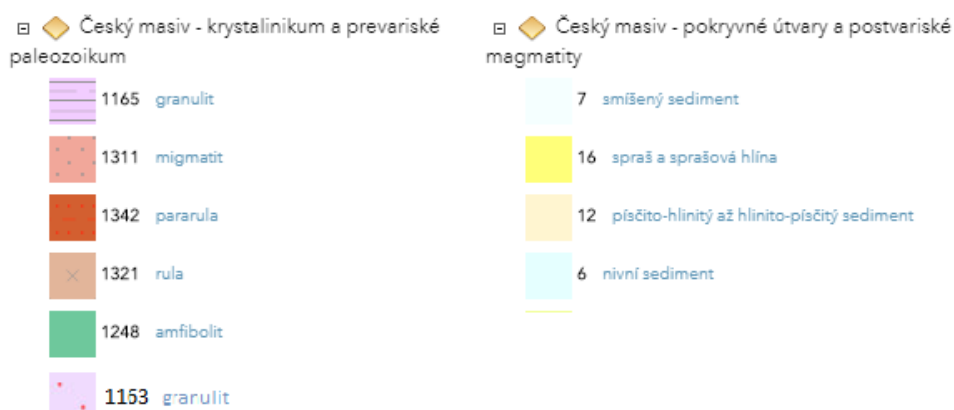 Český masiv - krystalinikum a prevariské
paleozoikum
1165 granulit
1311 migmatit
1342 pararula
1321 rula
1248 amfibolit
1153 granulit
Český masiv - pokryvné útvary a postvariské
magmatity
7 smíšený sediment
16 spraš a sprašová hlína
12 písčito-hlinitý až hlinito-písčitý sediment
6 nivní sediment